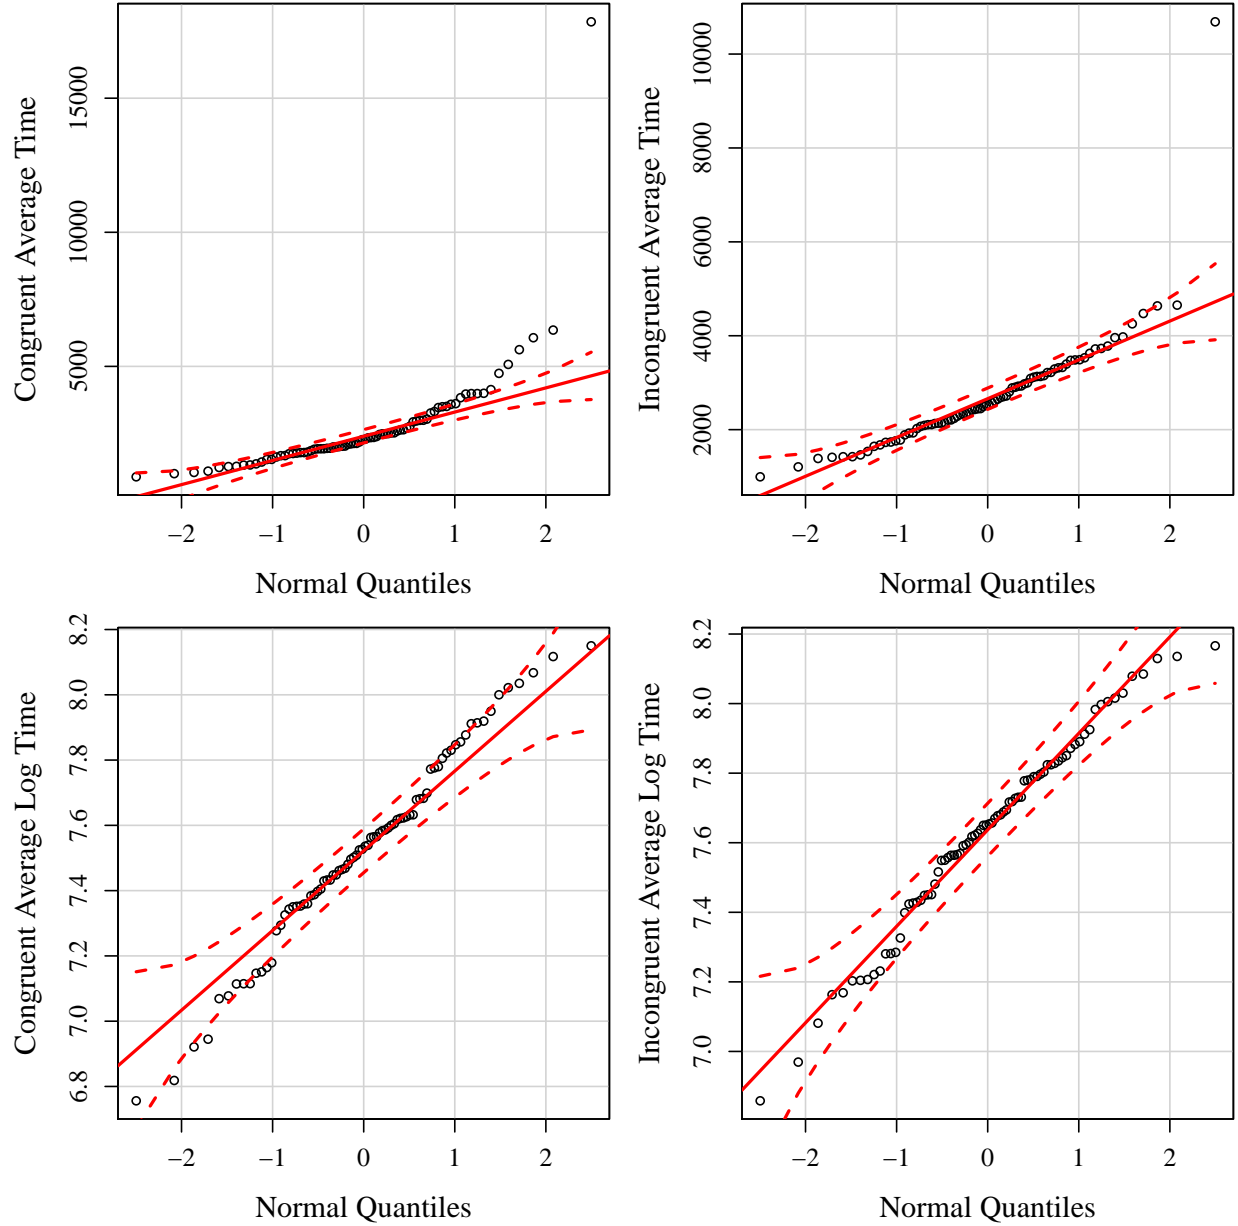 Congruent Average Time
15000
10000
5000
−2 −1 0 1 2
Normal Quantiles
Incongruent Average Time
10000
8000
6000
4000
2000
−2 −1 0 1 2
Normal Quantiles
Congruent Average Log Time
8.2
8.0
7.8
7.6
7.4
7.2
7.0
6.8
−2 −1 0 1 2
Normal Quantiles
Incongruent Average Log Time
8.2
8.0
7.8
7.6
7.4
7.2
7.0
−2 −1 0 1 2
Normal Quantiles